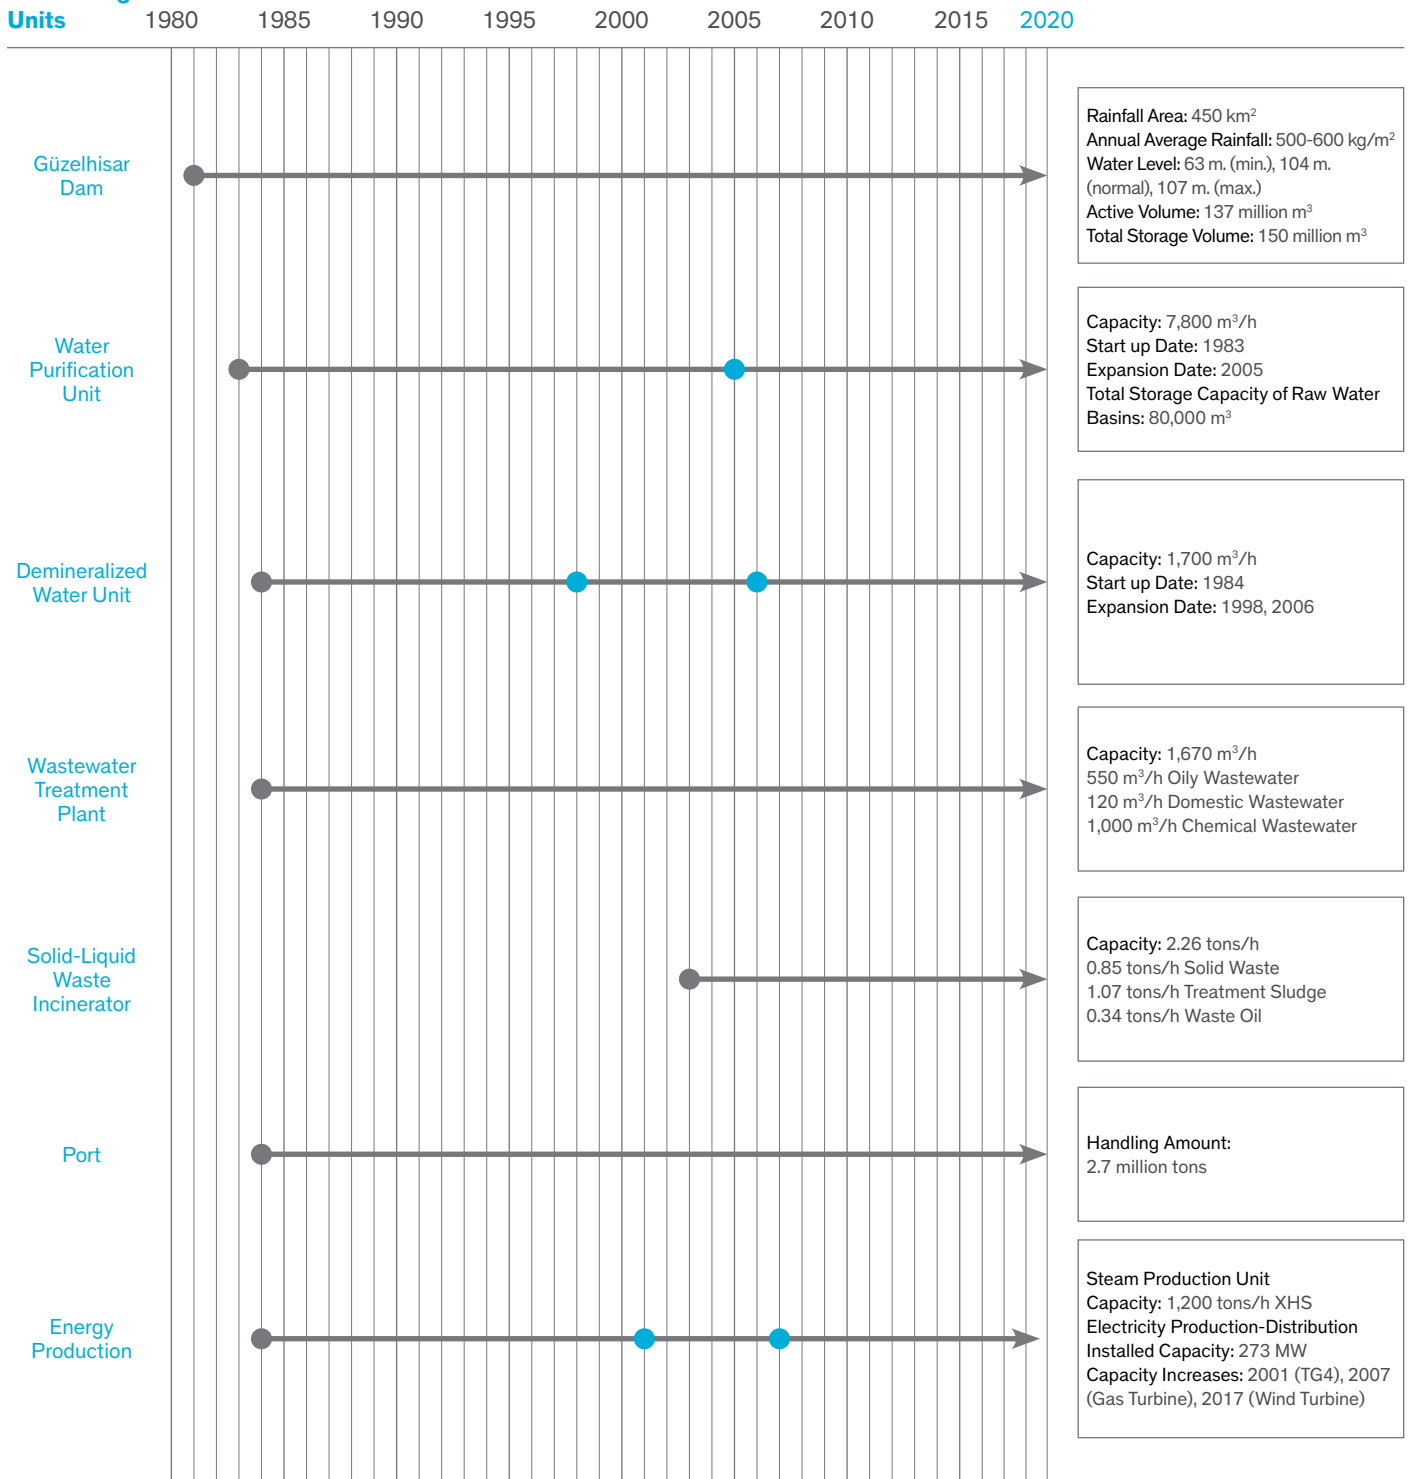 Units 1980 1985 1990 1995 2000 2005 2010 2015 2020
Güzelhisar
Dam
Rainfall Area: 450 km²
Annual Average Rainfall: 500-600 kg/m²
Water Level: 63 m. (min.), 104 m.
(normal), 107 m. (max.)
Active Volume: 137 million m³
Total Storage Volume: 150 million m³
Water
Purification
Unit
Capacity: 7,800 m³/h
Start up Date: 1983
Expansion Date: 2005
Total Storage Capacity of Raw Water
Basins: 80,000 m³
Demineralized
Water Unit
Capacity: 1,700 m³/h
Start up Date: 1984
Expansion Date: 1998, 2006
Wastewater
Treatment
Plant
Capacity: 1,670 m³/h
550 m³/h Oily Wastewater
120 m³/h Domestic Wastewater
1,000 m³/h Chemical Wastewater
Solid-Liquid
Waste
Incinerator
Capacity: 2.26 tons/h
0.85 tons/h Solid Waste
1.07 tons/h Treatment Sludge
0.34 tons/h Waste Oil
Port
Handling Amount:
2.7 million tons
Energy
Production
Steam Production Unit
Capacity: 1,200 tons/h XHS
Electricity Production-Distribution
Installed Capacity: 273 MW
Capacity Increases: 2001 (TG4), 2007
(Gas Turbine), 2017 (Wind Turbine)